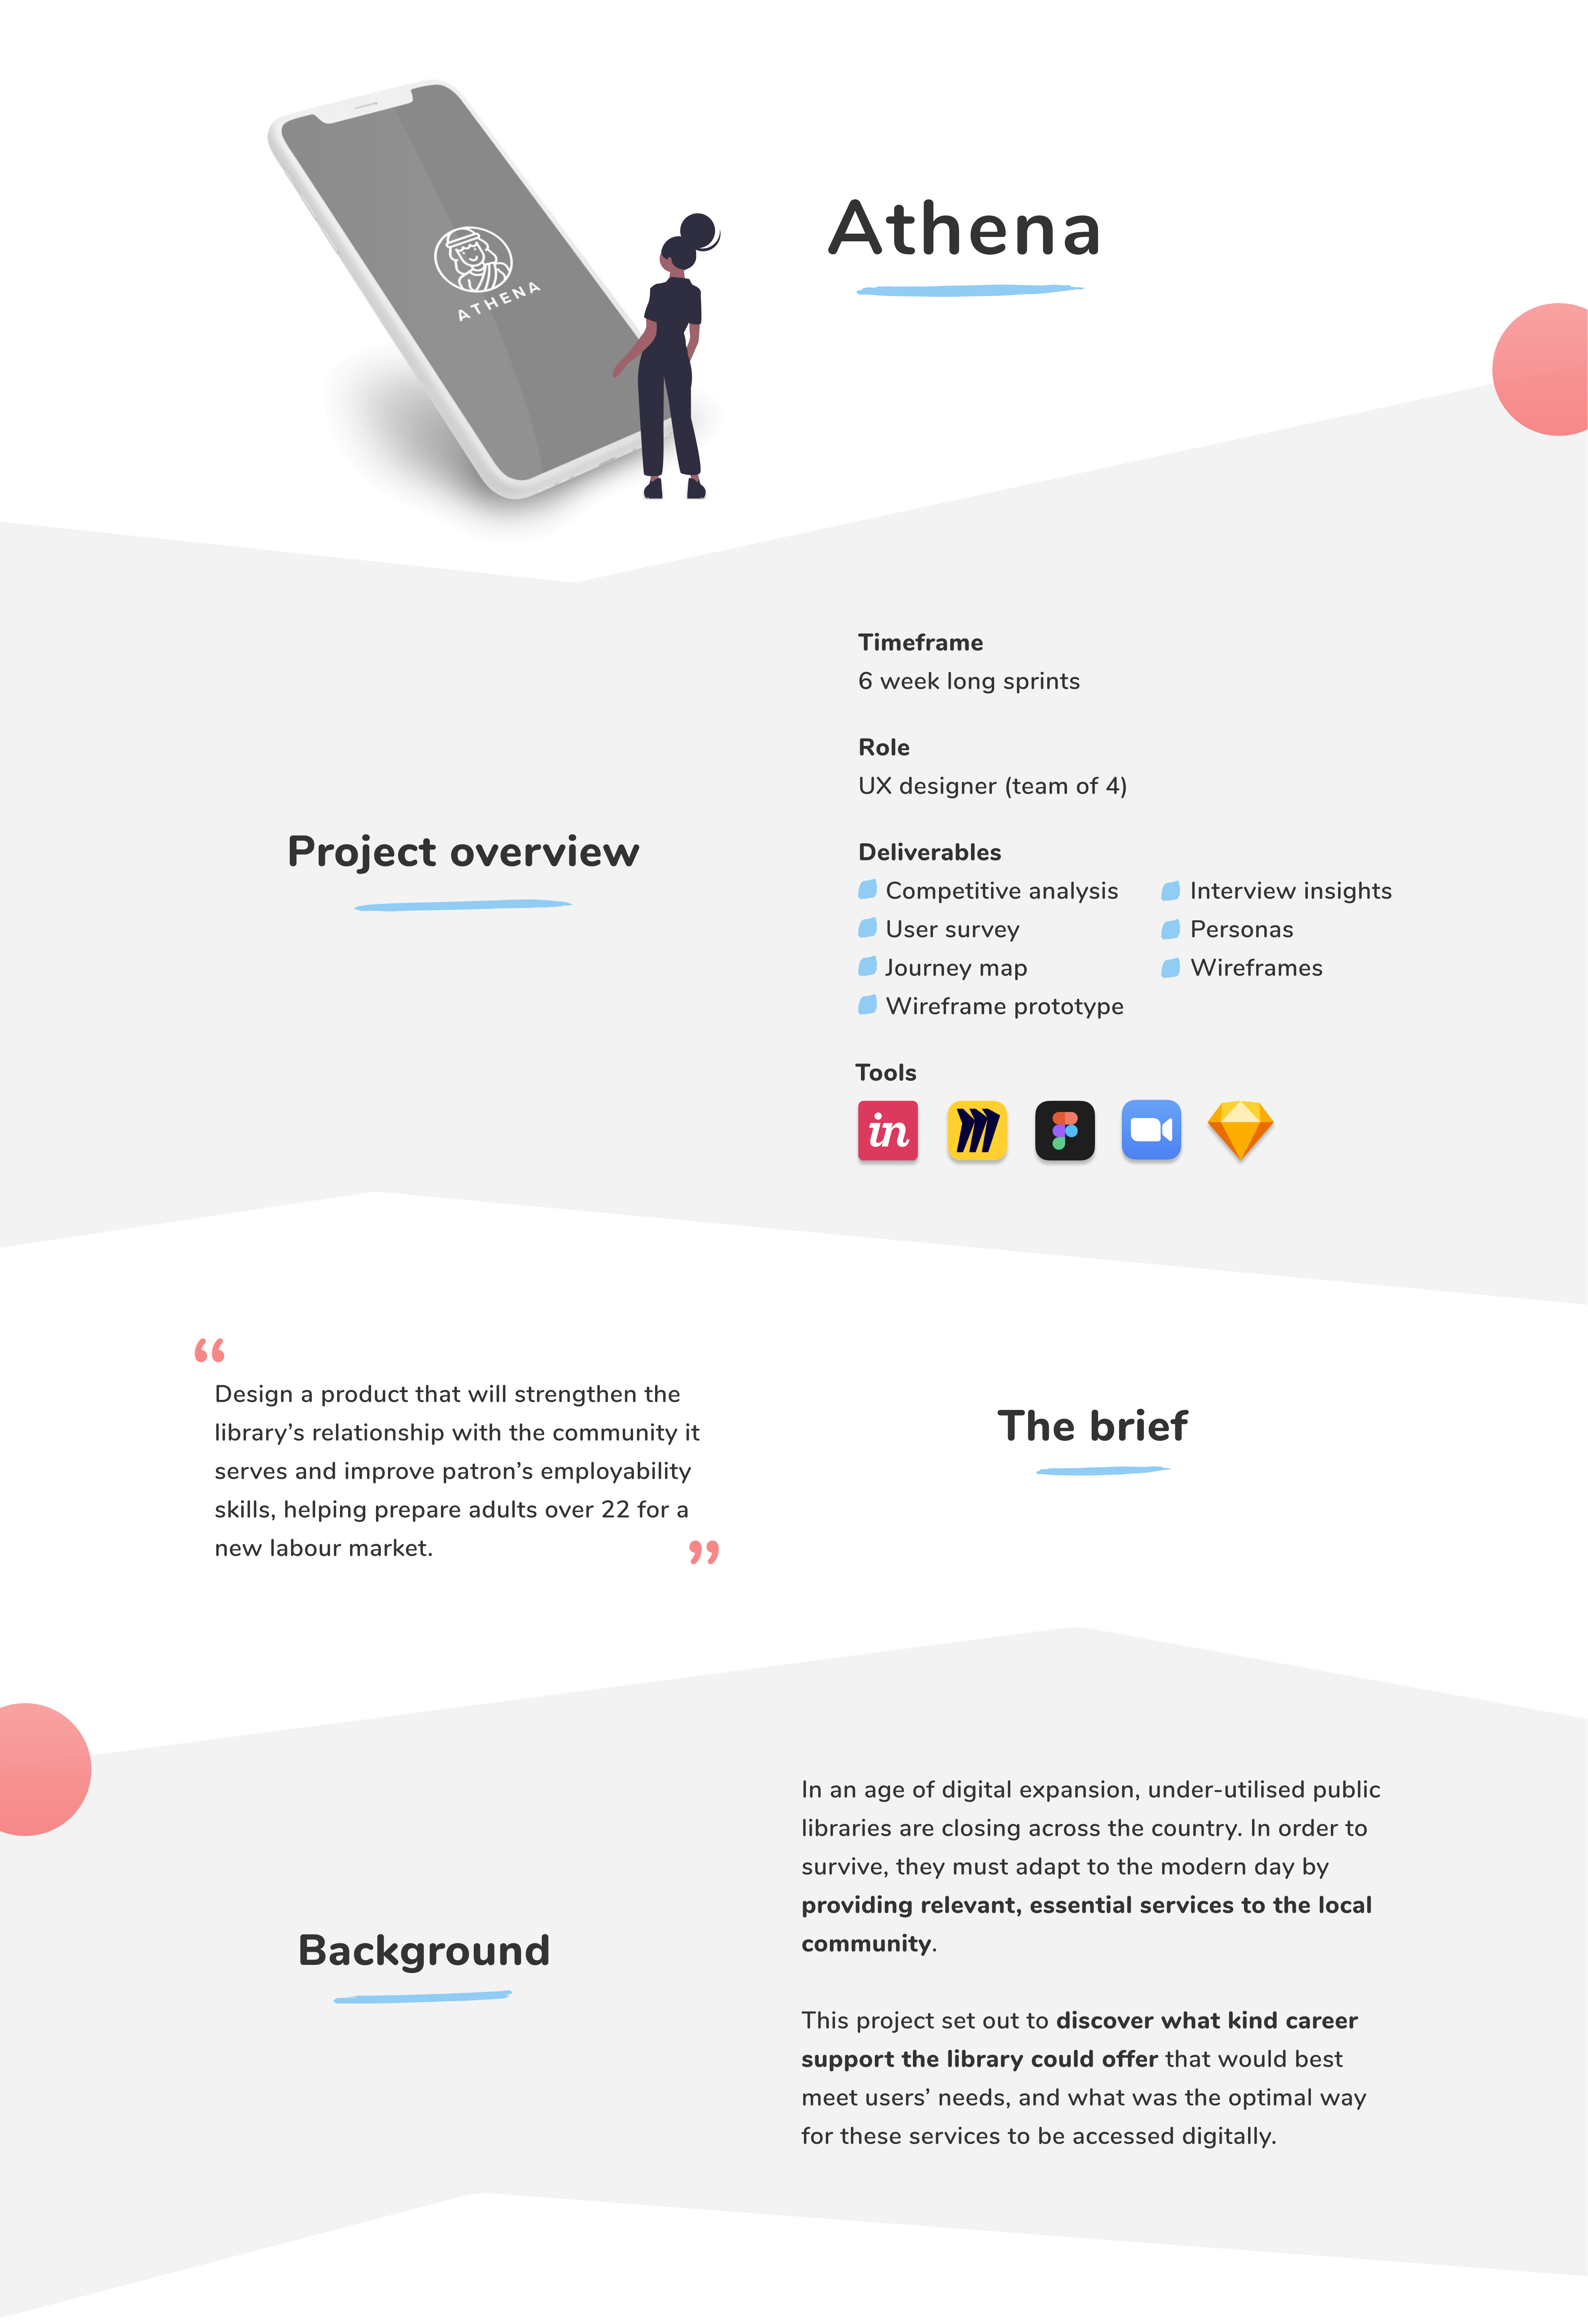 ATHENA
Athena
Timeframe
6 week long sprints
Role
UX designer (team of 4)
Project overview
Deliverables
Competitive analysis
User survey
Journey map
Wireframe prototype
Interview insights
Personas
Wireframes
Tools
in
“
Design a product that will strengthen the
library’s relationship with the community it
serves and improve patron’s employability
skills, helping prepare adults over 22 for a
new labour market.
”
The brief
Background
In an age of digital expansion, under-utilised public
libraries are closing across the country. In order to
survive, they must adapt to the modern day by
providing relevant, essential services to the local
community.
This project set out to discover what kind career
support the library could offer that would best
meet users’ needs, and what was the optimal way
for these services to be accessed digitally.